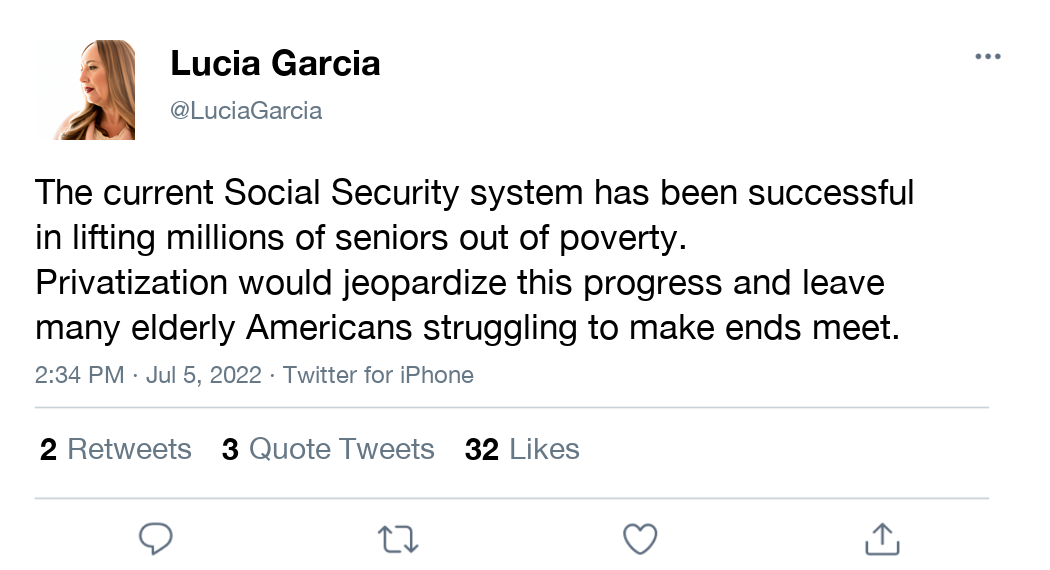 Lucia Garcia
@LuciaGarcia
The current Social Security system has been successful
in lifting millions of seniors out of poverty.
Privatization would jeopardize this progress and leave
many elderly Americans struggling to make ends meet.
2:34 PM · Jul 5, 2022 · Twitter for iPhone
2 Retweets 3 Quote Tweets 32 Likes